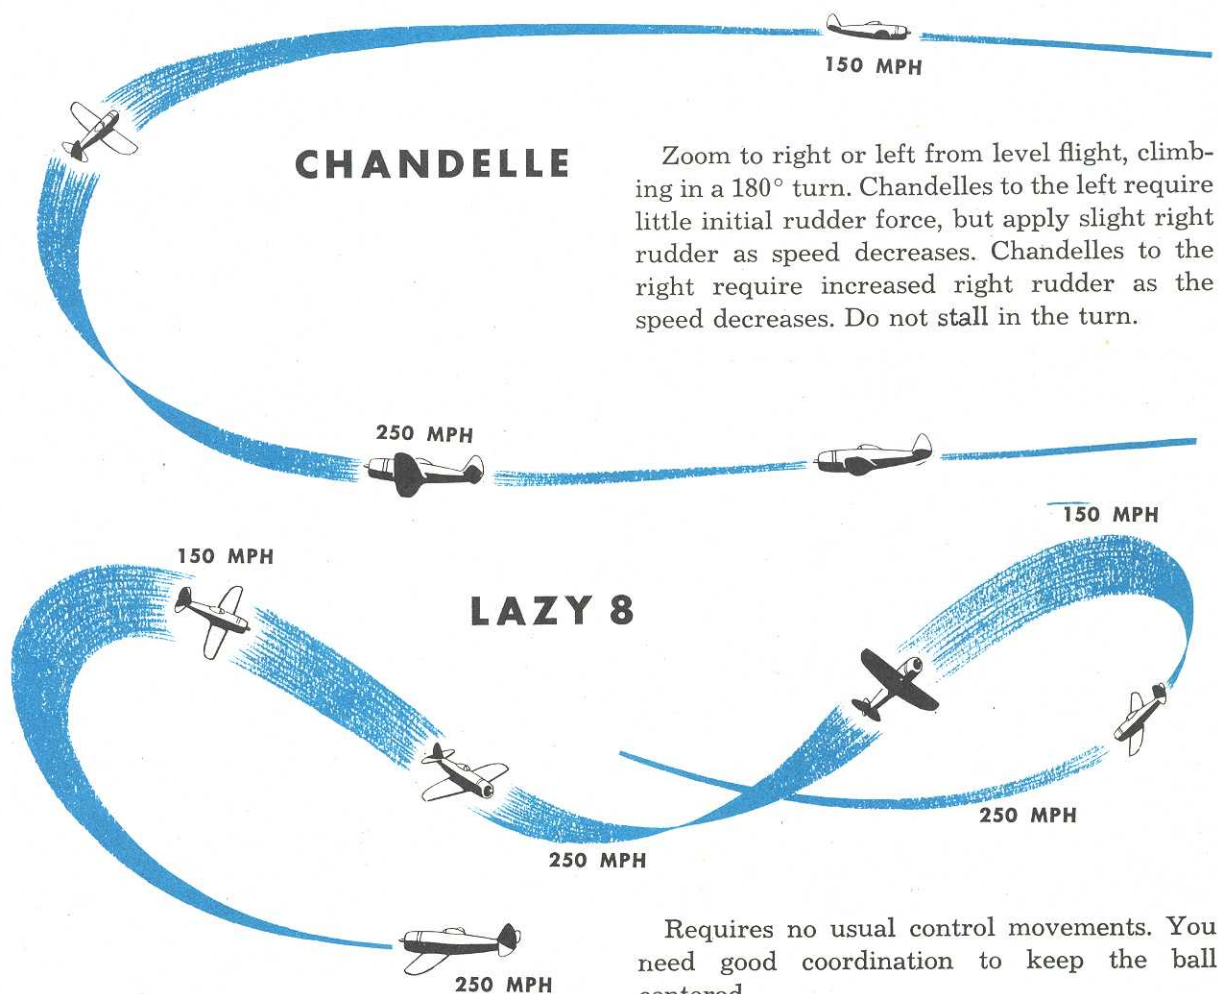 150 MPH
CHANDELLE
Zoom to right or left from level flight, climb-
ing in a 180° turn. Chandelles to the left require
little initial rudder force, but apply slight right
rudder as speed decreases. Chandelles to the
right require increased right rudder as the
speed decreases. Do not stall in the turn.
250 MPH
150 MPH
150 MPH
LAZY 8
250 MPH
250 MPH
250 MPH
Requires no usual control movements. You
need good coordination to keep the ball
centered